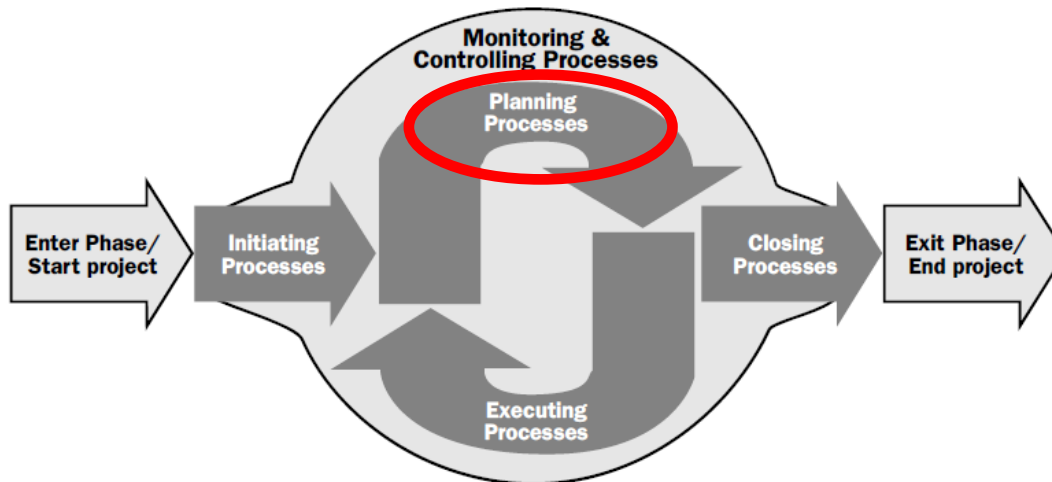 Monitoring &
Controlling Processes
Planning
Processes
Enter Phase/
Start project
Initiating
Processes
Closing
Processes
Exit Phase/
End project
Executing
Processes